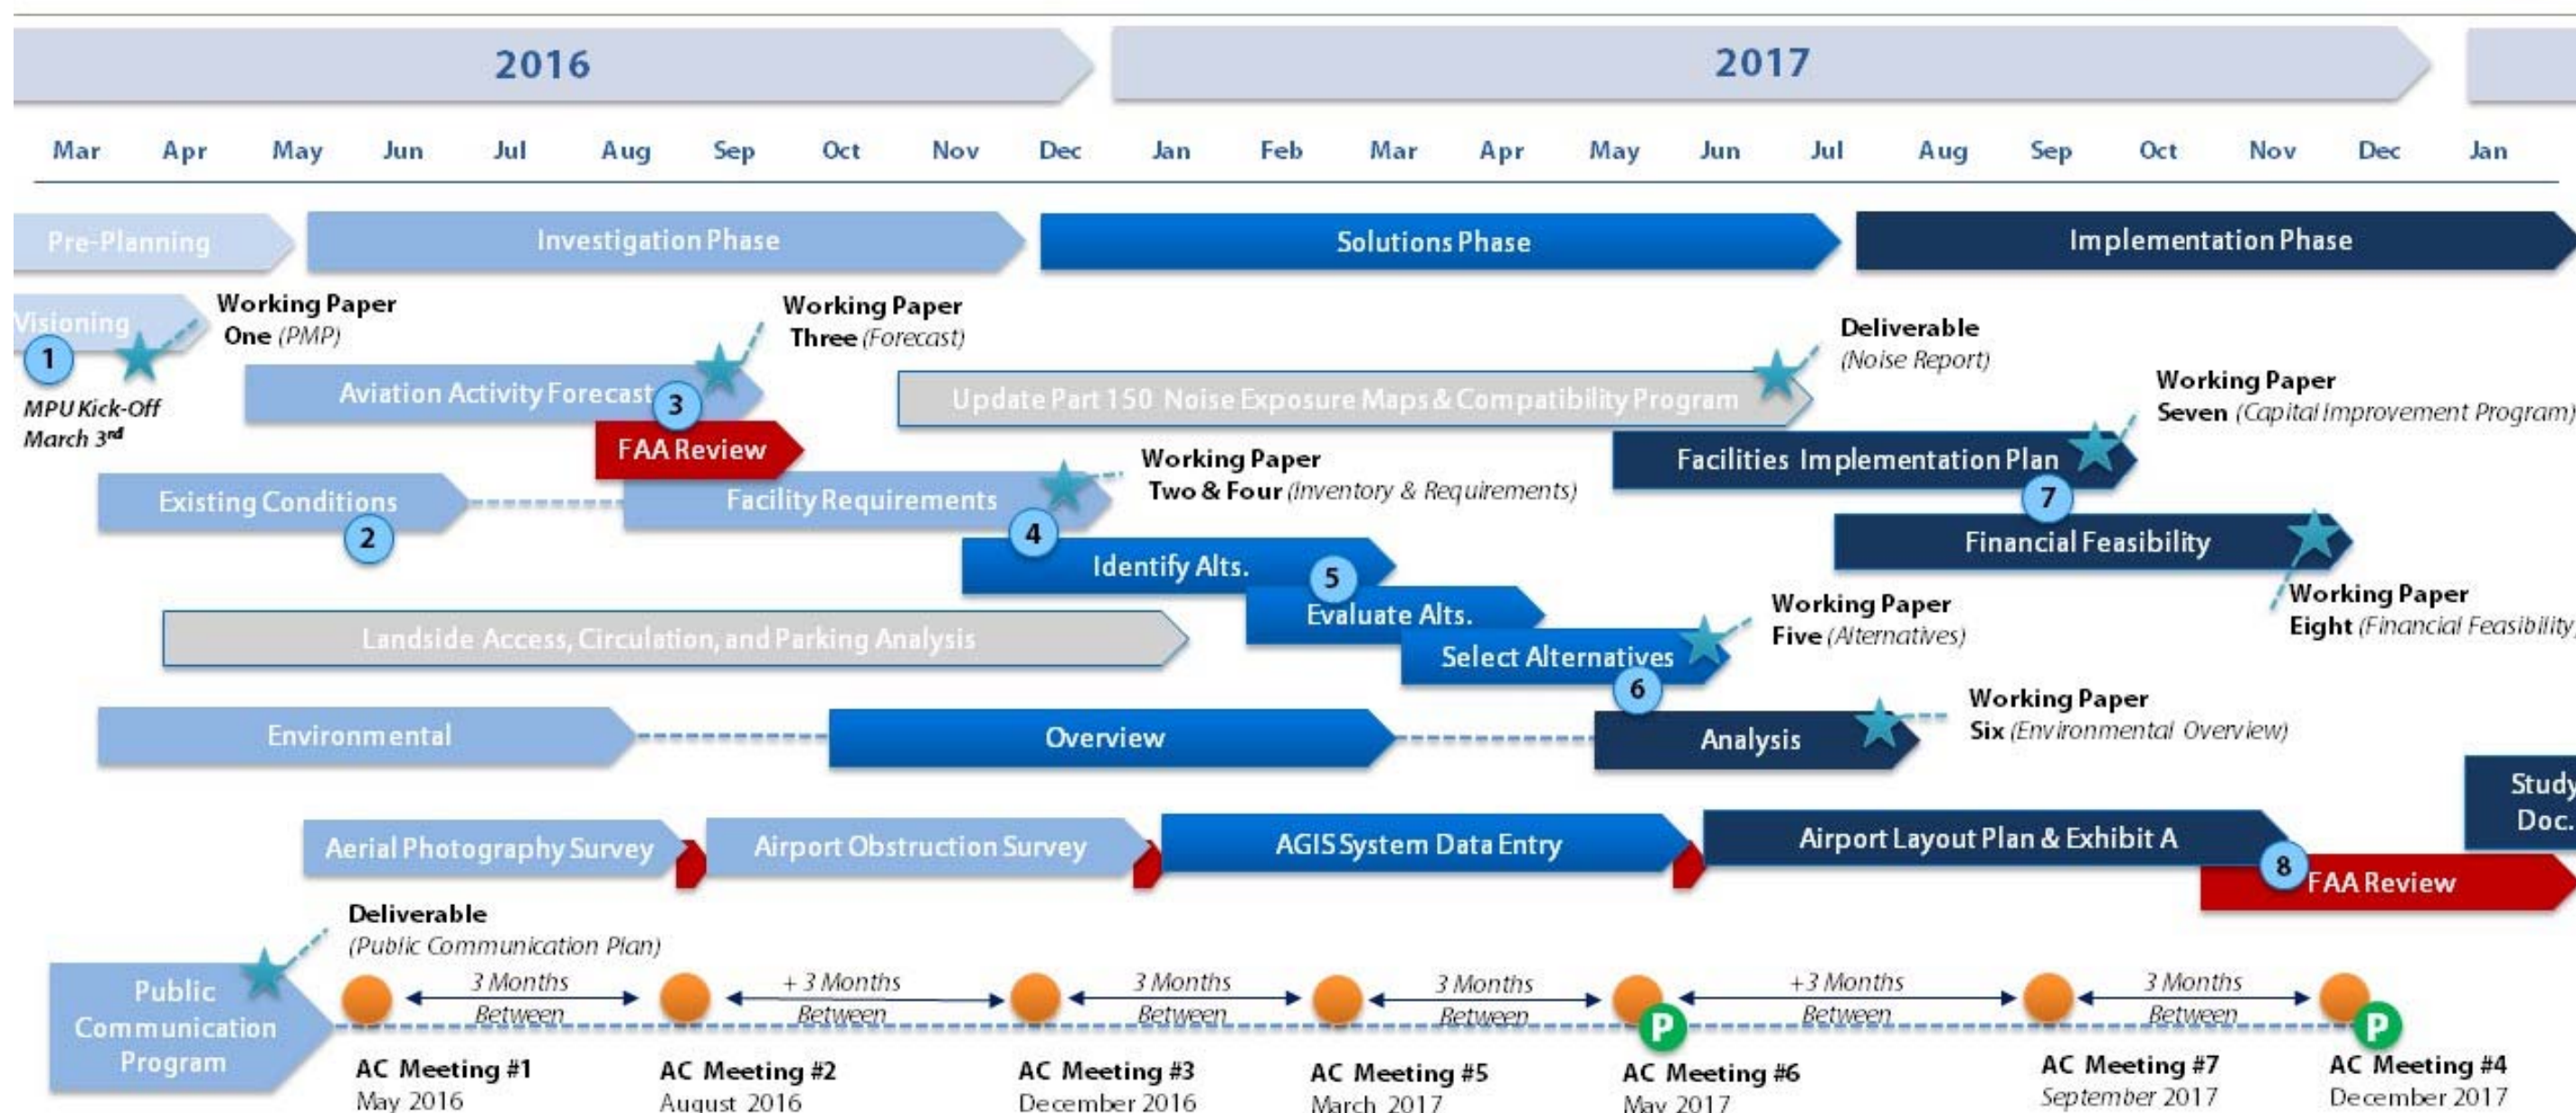 2016
2017
Mar Apr May Jun Jul Aug Sep Oct Nov Dec Jan Feb Mar Apr May Jun Jul Aug Sep Oct Nov Dec Jan
Pre-Planning
Investigation Phase
Solutions Phase
Implementation Phase
Visioning
1
MPU Kick-Off
March 3rd
Working Paper
One (PMP)
Aviation Activity Forecast
3
Working Paper
Three (Forecast)
FAA Review
Update Part 150 Noise Exposure Maps & Compatibility Program
Deliverable
(Noise Report)
Facilities Implementation Plan
7
Working Paper
Seven (Capital Improvement Program)
Existing Conditions
2
Facility Requirements
4
Working Paper
Two & Four (Inventory & Requirements)
Financial Feasibility
Working Paper
Eight (Financial Feasibility)
Identify Alts.
5
Evaluate Alts.
Select Alternatives
6
Working Paper
Five (Alternatives)
Landside Access, Circulation, and Parking Analysis
Environmental
Overview
Analysis
Working Paper
Six (Environmental Overview)
Aerial Photography Survey
Airport Obstruction Survey
AGIS System Data Entry
Airport Layout Plan & Exhibit A
8
FAA Review
Study
Doc.
Public
Communication
Program
Deliverable
(Public Communication Plan)
3 Months
Between
+ 3 Months
Between
3 Months
Between
3 Months
Between
+3 Months
Between
3 Months
Between
P
P
AC Meeting #1
May 2016
AC Meeting #2
August 2016
AC Meeting #3
December 2016
AC Meeting #5
March 2017
AC Meeting #6
May 2017
AC Meeting #7
September 2017
AC Meeting #4
December 2017